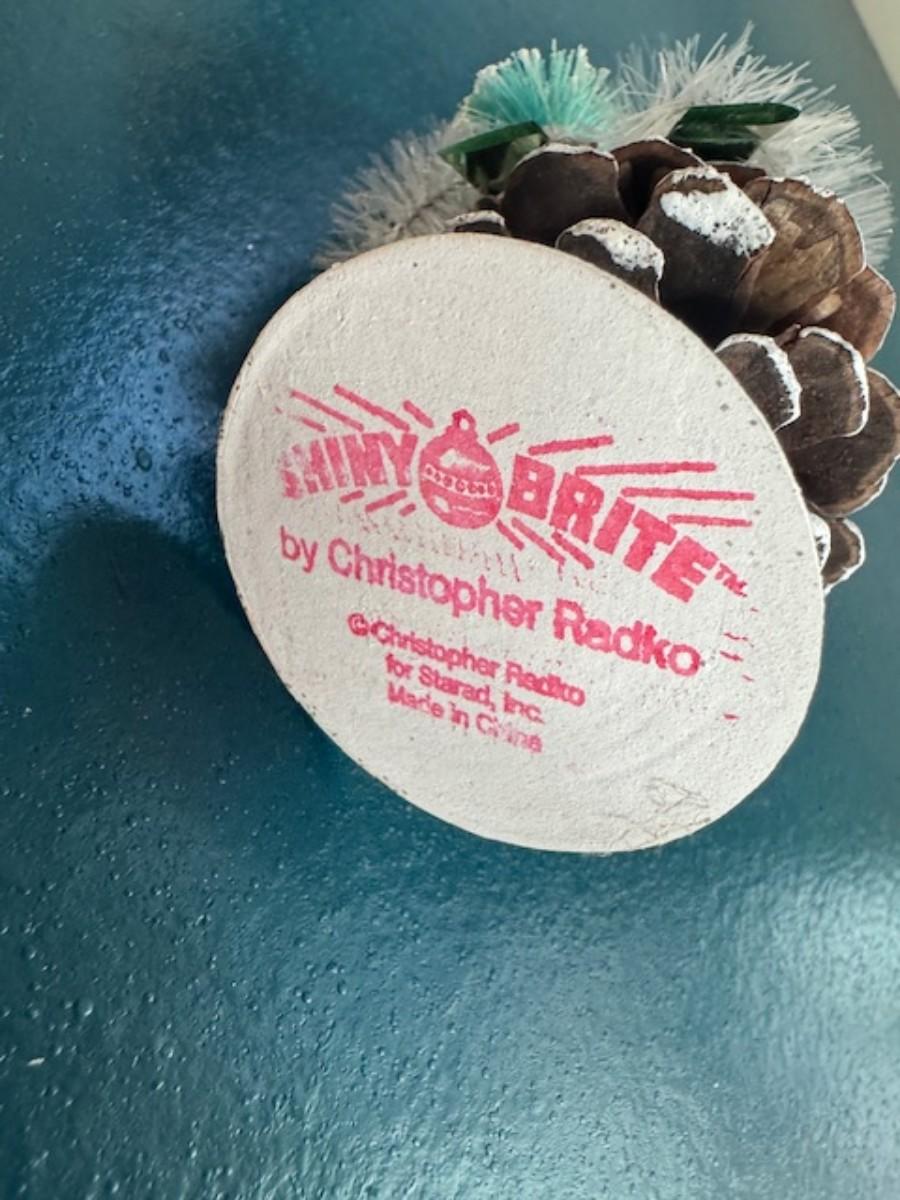 SHINY BRITE™
by Christopher Radko
© Christopher Radko
for Starad, Inc.
Made in China